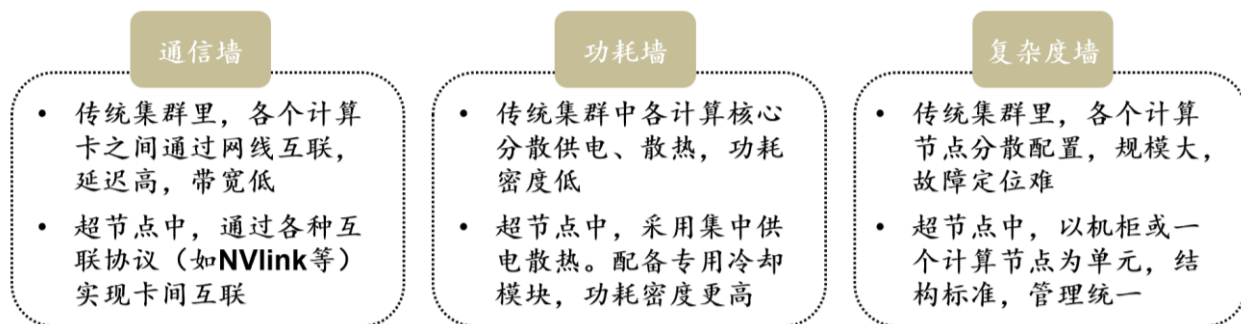 通信墙
• 传统集群里，各个计算
卡之间通过网线互联，
延迟高，带宽低
• 超节点中，通过各种互
联协议（如NVlink等）
实现卡间互联
功耗墙
• 传统集群中各计算核心
分散供电、散热，功耗
密度低
• 超节点中，采用集中供
电散热。配备专用冷却
模块，功耗密度更高
复杂度墙
• 传统集群里，各个计算
节点分散配置，规模大，
故障定位难
• 超节点中，以机柜或一
个计算节点为单元，结
构标准，管理统一